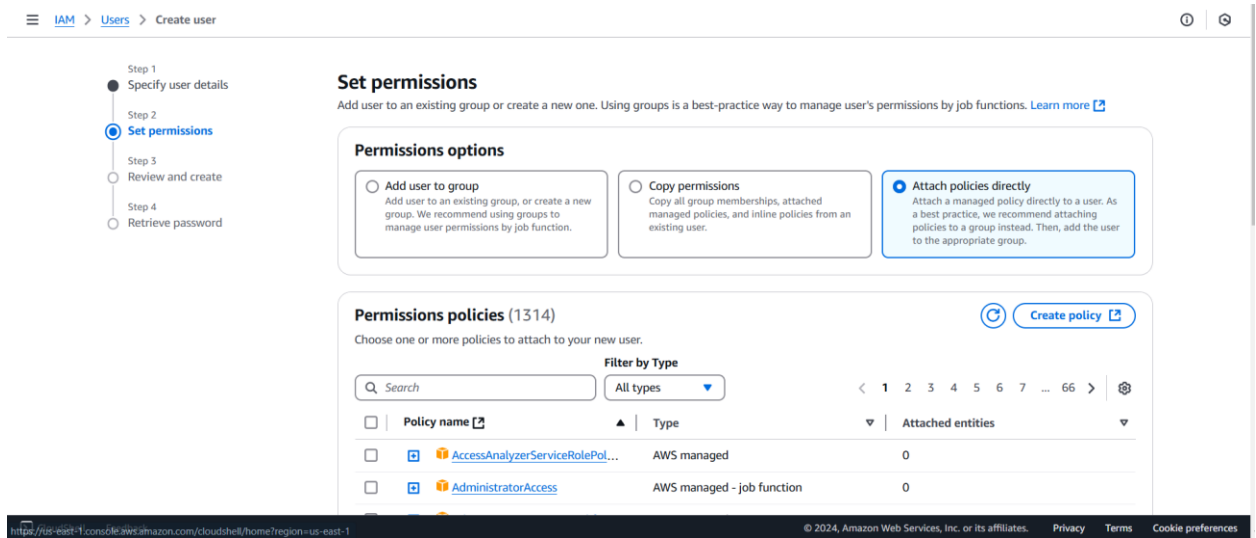 IAM > Users > Create user
Step 1
Specify user details
Step 2
Set permissions
Step 3
Review and create
Step 4
Retrieve password
Set permissions
Add user to an existing group or create a new one. Using groups is a best-practice way to manage user's permissions by job functions. Learn more
Permissions options
Add user to group
Add user to an existing group, or create a new
group. We recommend using groups to
manage user permissions by job function.
Copy permissions
Copy all group memberships, attached
managed policies, and inline policies from an
existing user.
Attach policies directly
Attach a managed policy directly to a user. As
a best practice, we recommend attaching
policies to a group instead. Then, add the user
to the appropriate group.
Permissions policies (1314)
Create policy
Choose one or more policies to attach to your new user.
Filter by Type
Search
All types
1 2 3 4 5 6 7 ... 66
Policy name
Type
Attached entities
AccessAnalyzerServiceRolePol... AWS managed 0
AdministratorAccess AWS managed - job function 0
https://us-east-1.console.aws.amazon.com/cloudshell/home?region=us-east-1
© 2024, Amazon Web Services, Inc. or its affiliates. Privacy Terms Cookie preferences